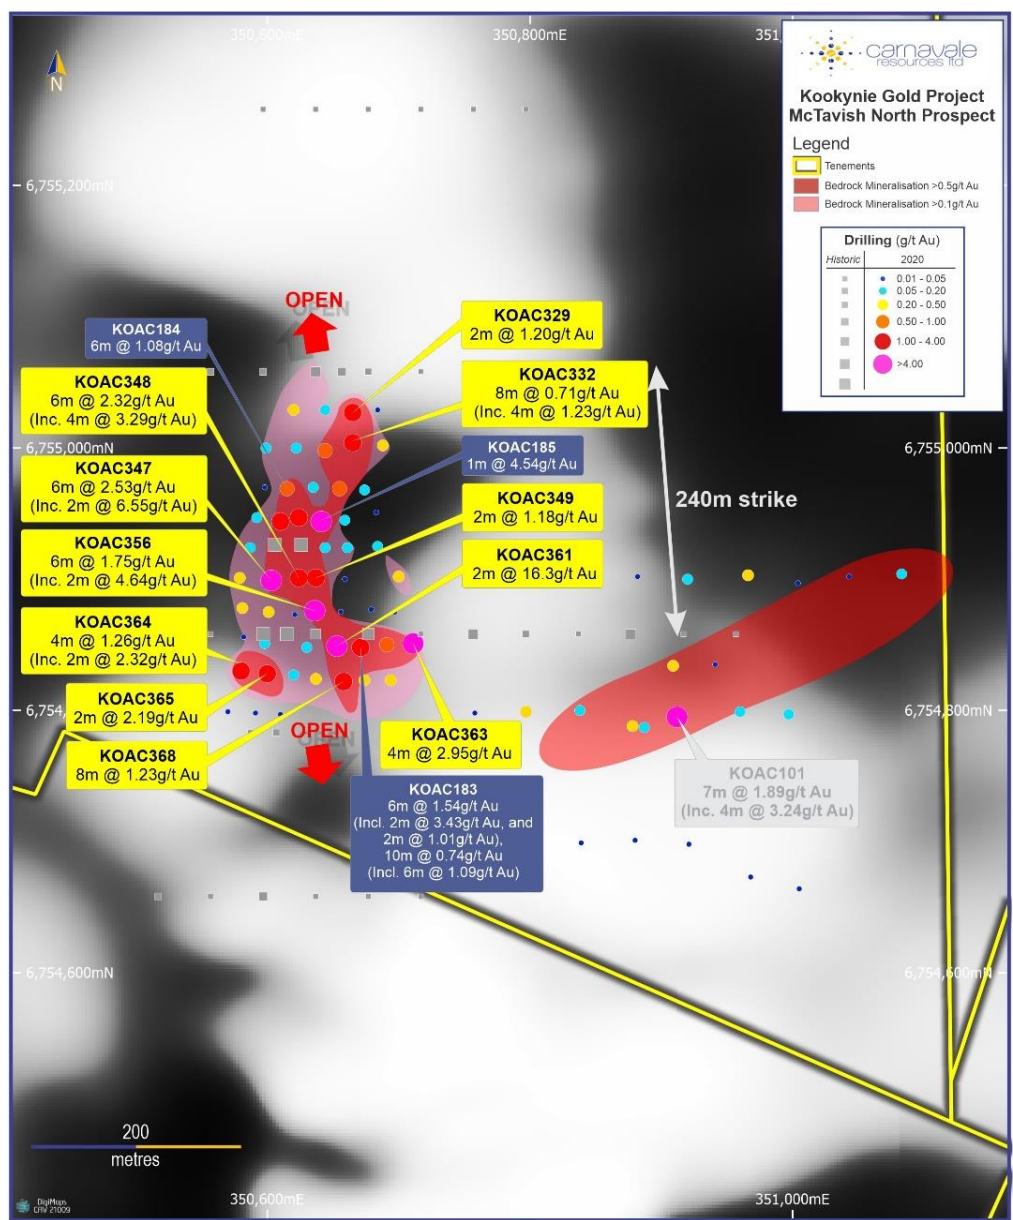 350,600mE
350,800mE
351,
carnavale
resources ltd
Kookynie Gold Project
McTavish North Prospect
Legend
Tenements
Bedrock Mineralisation >0.5g/t Au
Bedrock Mineralisation >0.1g/t Au
Drilling (g/t Au)
Historic
2020
0.01 - 0.05
0.05 - 0.20
0.20 - 0.50
0.50 - 1.00
1.00 - 4.00
>4.00
N
6,755,200mN
OPEN
KOAC184
6m @ 1.08g/t Au
KOAC329
2m @ 1.20g/t Au
KOAC348
6m @ 2.32g/t Au
(Inc. 4m @ 3.29g/t Au)
KOAC332
8m @ 0.71g/t Au
(Inc. 4m @ 1.23g/t Au)
6,755,000mN
6,755,000mN
KOAC185
1m @ 4.54g/t Au
KOAC347
6m @ 2.53g/t Au
(Inc. 2m @ 6.55g/t Au)
KOAC349
2m @ 1.18g/t Au
240m strike
KOAC356
6m @ 1.75g/t Au
(Inc. 2m @ 4.64g/t Au)
KOAC361
2m @ 16.3g/t Au
KOAC364
4m @ 1.26g/t Au
(Inc. 2m @ 2.32g/t Au)
KOAC365
2m @ 2.19g/t Au
6,754,
6,754,800mN
OPEN
KOAC363
4m @ 2.95g/t Au
KOAC368
8m @ 1.23g/t Au
KOAC101
7m @ 1.89g/t Au
(Inc. 4m @ 3.24g/t Au)
KOAC183
6m @ 1.54g/t Au
(Incl. 2m @ 3.43g/t Au, and
2m @ 1.01g/t Au),
10m @ 0.74g/t Au
(Incl. 6m @ 1.09g/t Au)
6,754,600mN
6,754,600mN
200
metres
350,600mE
351,000mE
DigiMaps
CAV 21009